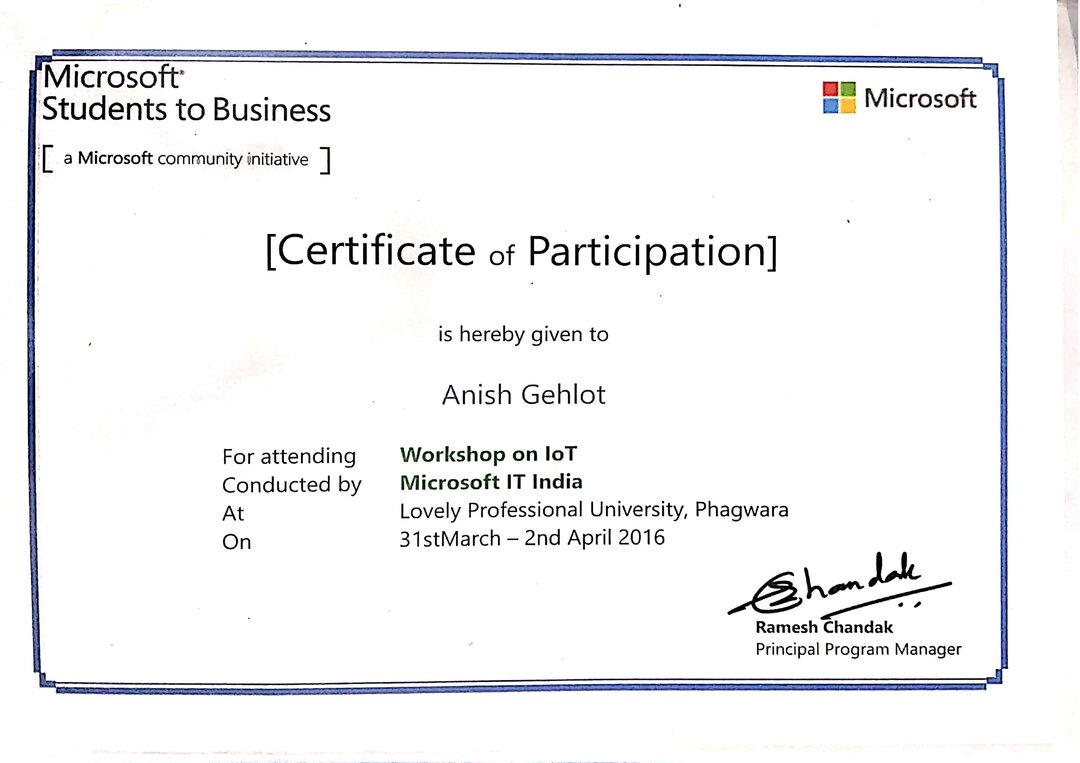 Microsoft®
Students to Business
[ a Microsoft community initiative ]
Microsoft
[Certificate of Participation]
is hereby given to
Anish Gehlot
For attending Workshop on IoT
Conducted by Microsoft IT India
At Lovely Professional University, Phagwara
On 31stMarch – 2nd April 2016
Chandak
Ramesh Chandak
Principal Program Manager